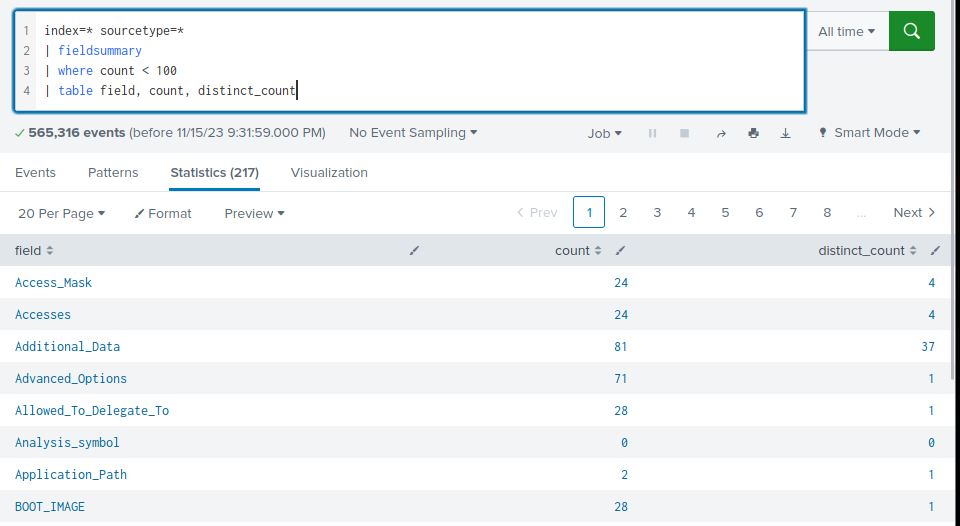 1 index=* sourcetype=*
2 | fieldsummary
3 | where count < 100
4 | table field, count, distinct_count
All time
✓ 565,316 events (before 11/15/23 9:31:59.000 PM) No Event Sampling Job Smart Mode
Events Patterns Statistics (217) Visualization
20 Per Page Format Preview < Prev 1 2 3 4 5 6 7 8 ... Next >
field count distinct_count
Access_Mask 24 4
Accesses 24 4
Additional_Data 81 37
Advanced_Options 71 1
Allowed_To_Delegate_To 28 1
Analysis_symbol 0 0
Application_Path 2 1
BOOT_IMAGE 28 1